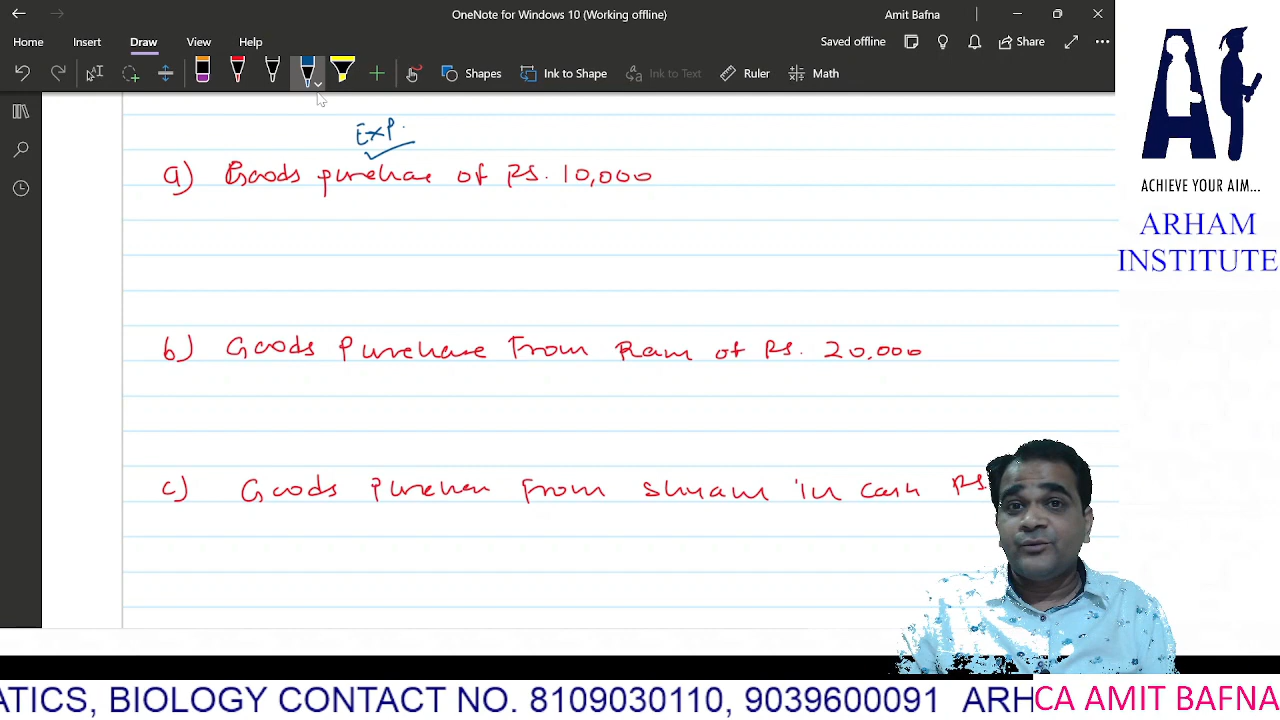 OneNote for Windows 10 (Working offline)
Amit Bafna
Home Insert Draw View Help
Saved offline
Share
Shapes
Ink to Shape
Ink to Text
Ruler
Math
Exp.
a) Goods purchae of Rs. 10,000
b) Goods Purchase From Ram of Rs. 20,000
c) Goods Purchen From Shyam in cash Rs
ACHIEVE YOUR AIM...
ARHAM
INSTITUTE
ATICS, BIOLOGY CONTACT NO. 8109030110, 9039600091 ARH
CA AMIT BAFNA